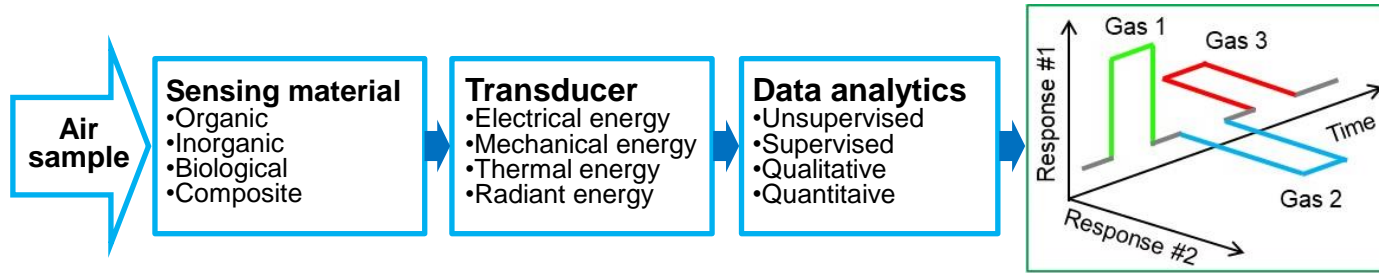 Air
sample
Sensing material
•Organic
•Inorganic
•Biological
•Composite
Transducer
•Electrical energy
•Mechanical energy
•Thermal energy
•Radiant energy
Data analytics
•Unsupervised
•Supervised
•Qualitative
•Quantitaive
Response #1
Gas 1
Gas 3
Time
Gas 2
Response #2